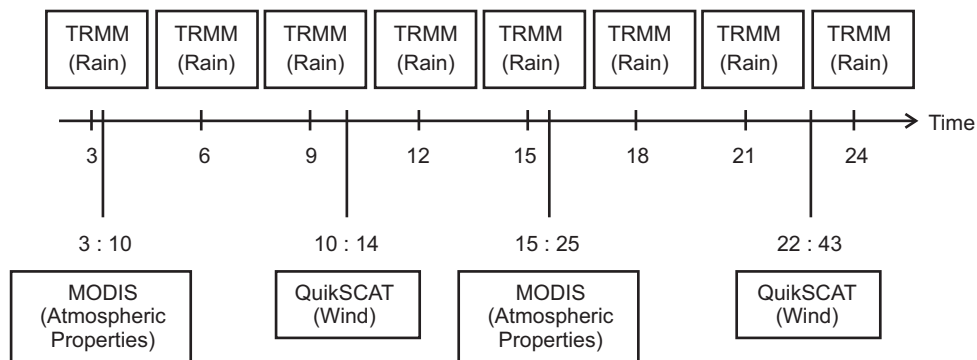 TRMM
(Rain)
TRMM
(Rain)
TRMM
(Rain)
TRMM
(Rain)
TRMM
(Rain)
TRMM
(Rain)
TRMM
(Rain)
TRMM
(Rain)
Time
3
6
9
12
15
18
21
24
3 : 10
10 : 14
15 : 25
22 : 43
MODIS
(Atmospheric
Properties)
QuikSCAT
(Wind)
MODIS
(Atmospheric
Properties)
QuikSCAT
(Wind)